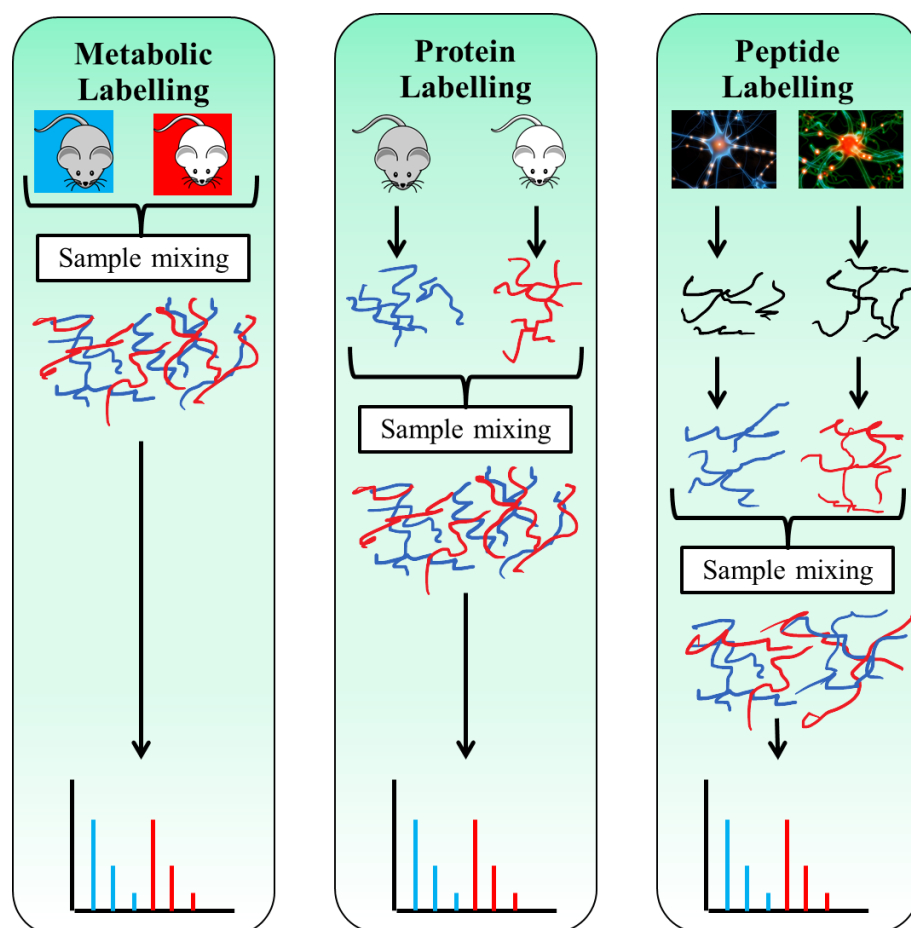 Metabolic
Labelling
Sample mixing
Protein
Labelling
Sample mixing
Peptide
Labelling
Sample mixing